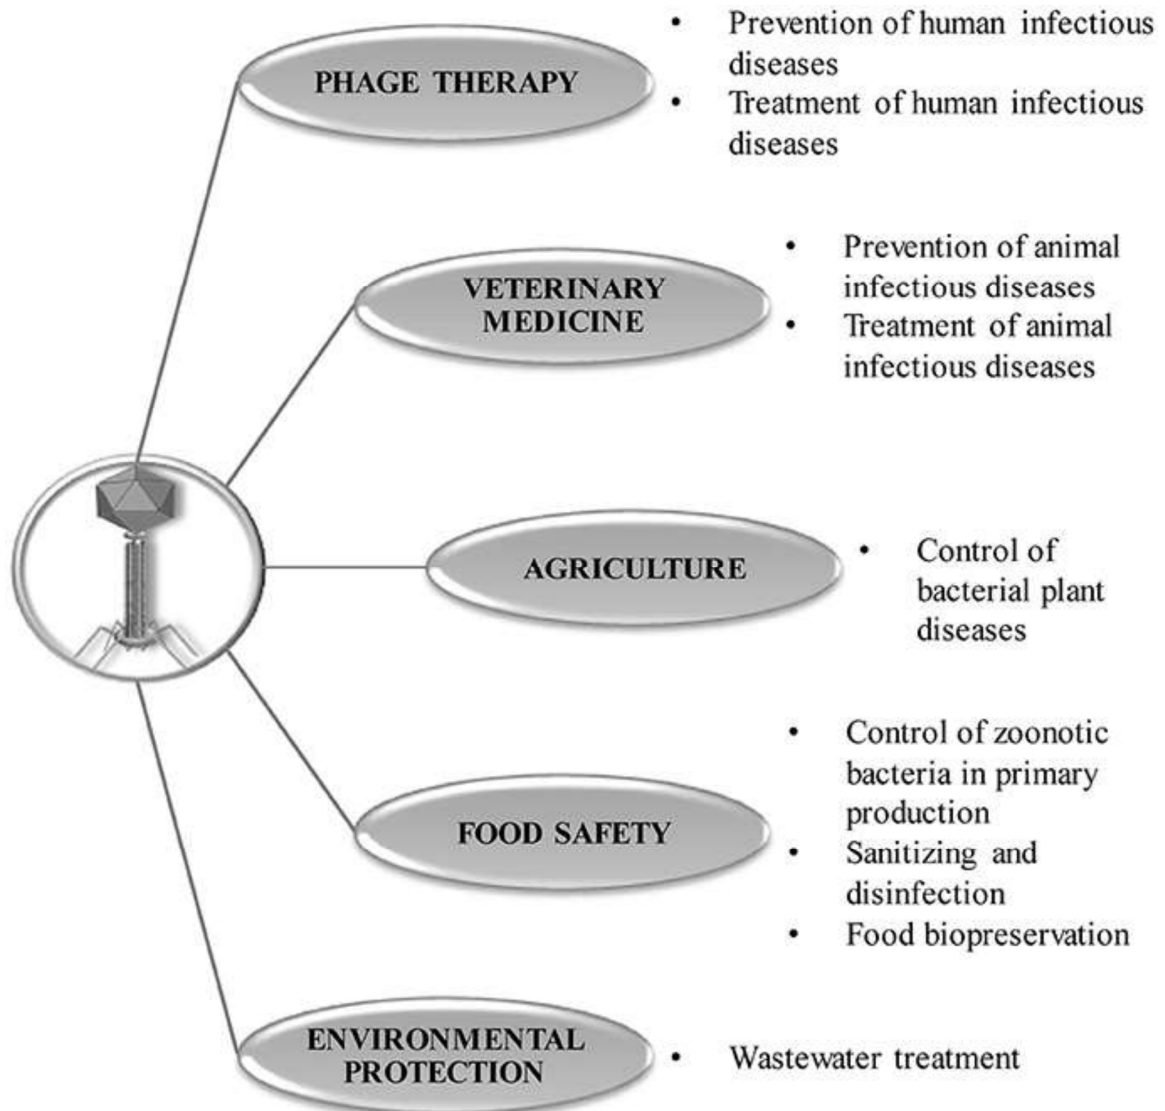 PHAGE THERAPY
• Prevention of human infectious
diseases
• Treatment of human infectious
diseases
VETERINARY
MEDICINE
• Prevention of animal
infectious diseases
• Treatment of animal
infectious diseases
AGRICULTURE
• Control of
bacterial plant
diseases
FOOD SAFETY
• Control of zoonotic
bacteria in primary
production
• Sanitizing and
disinfection
• Food biopreservation
ENVIRONMENTAL
PROTECTION
• Wastewater treatment